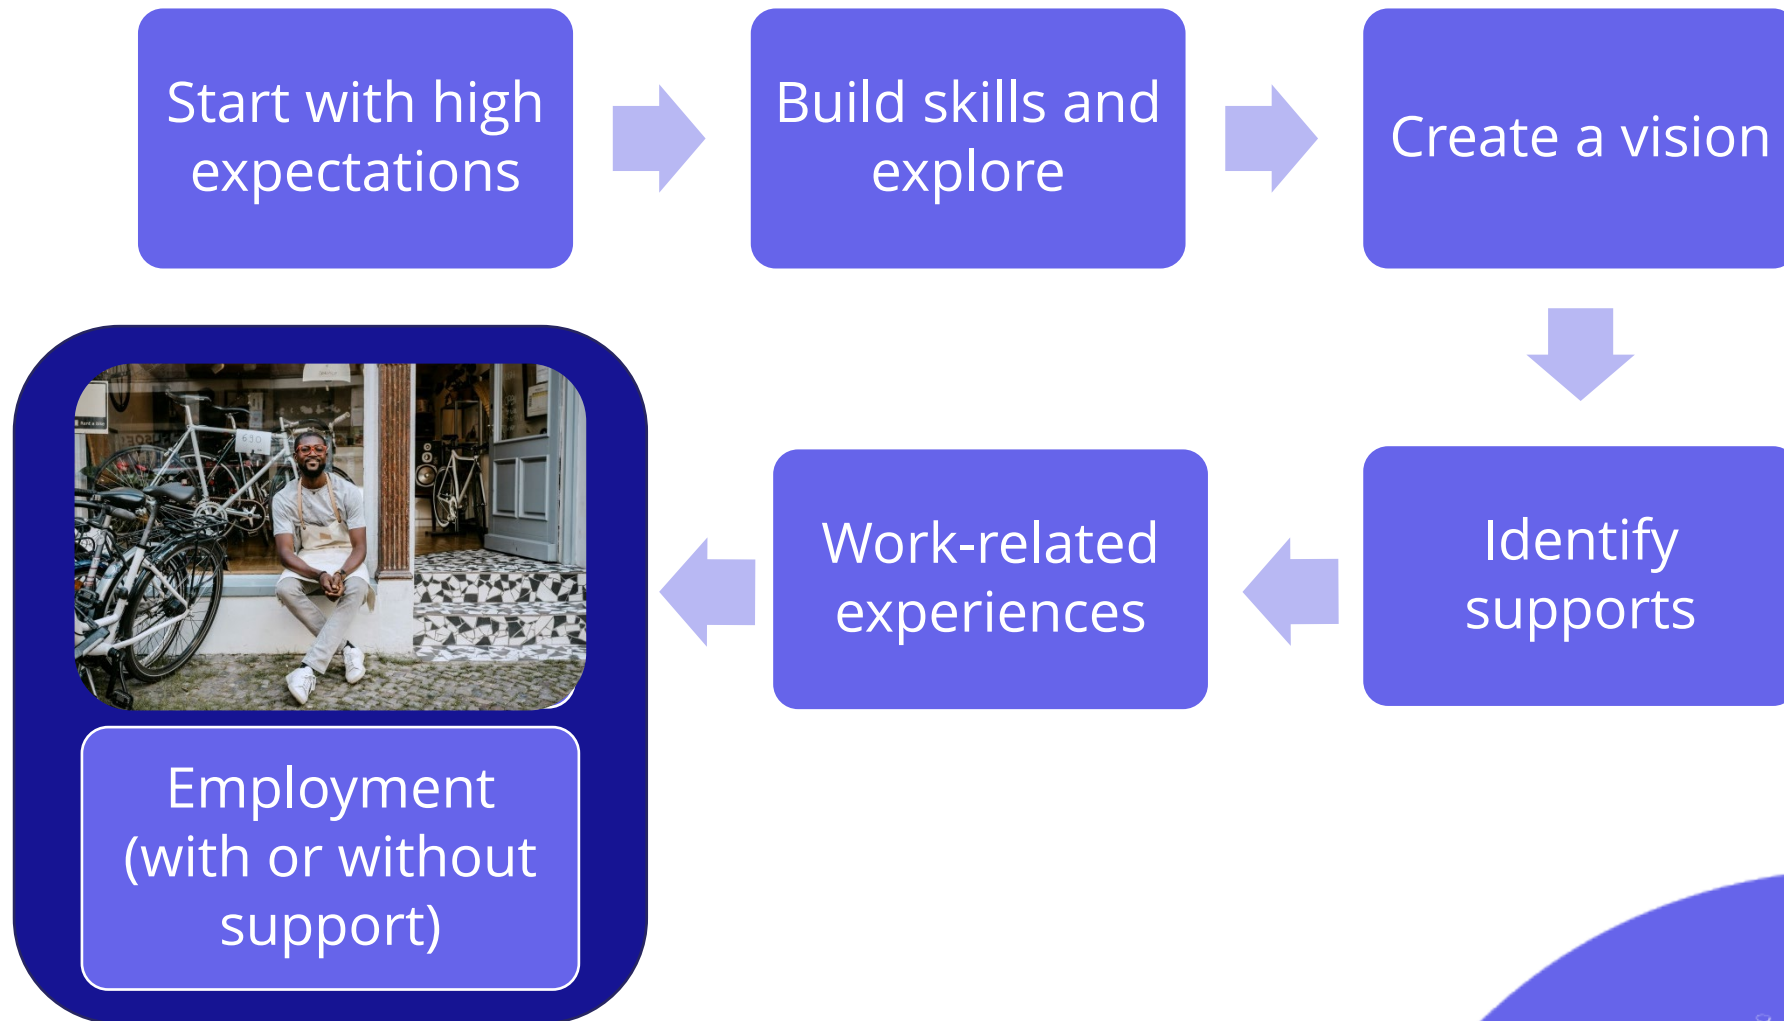 Start with high
expectations
Build skills and
explore
Create a vision
Identify
supports
Work-related
experiences
Employment
(with or without
support)